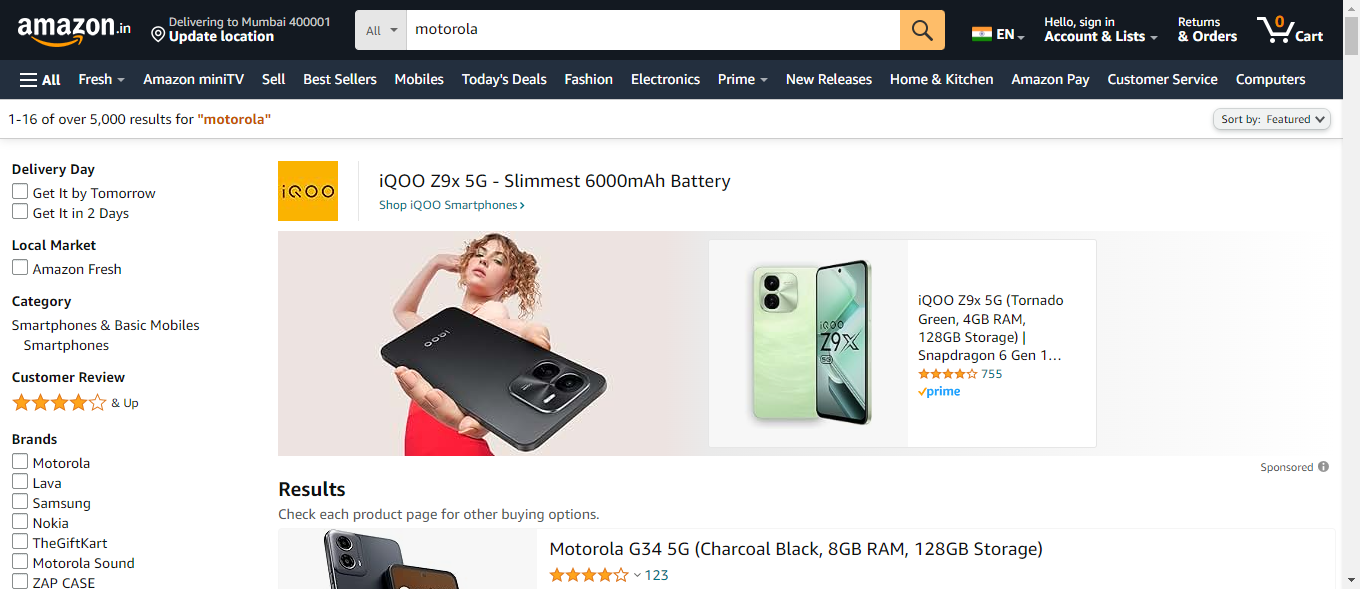 amazon.in
Delivering to Mumbai 400001
Update location
All
motorola
EN
Hello, sign in
Account & Lists
Returns
& Orders
0
Cart
All Fresh Amazon miniTV Sell Best Sellers Mobiles Today's Deals Fashion Electronics Prime New Releases Home & Kitchen Amazon Pay Customer Service Computers
1-16 of over 5,000 results for "motorola"
Sort by: Featured
Delivery Day
Get It by Tomorrow
Get It in 2 Days
Local Market
Amazon Fresh
Category
Smartphones & Basic Mobiles
Smartphones
Customer Review
& Up
Brands
Motorola
Lava
Samsung
Nokia
TheGiftKart
Motorola Sound
ZAP CASE
iQOO
iQOO Z9x 5G - Slimmest 6000mAh Battery
Shop iQOO Smartphones
iQOO
iQOO
Z9X
5G
iQOO Z9x 5G (Tornado
Green, 4GB RAM,
128GB Storage) |
Snapdragon 6 Gen 1...
755
prime
Sponsored
Results
Check each product page for other buying options.
Motorola G34 5G (Charcoal Black, 8GB RAM, 128GB Storage)
123